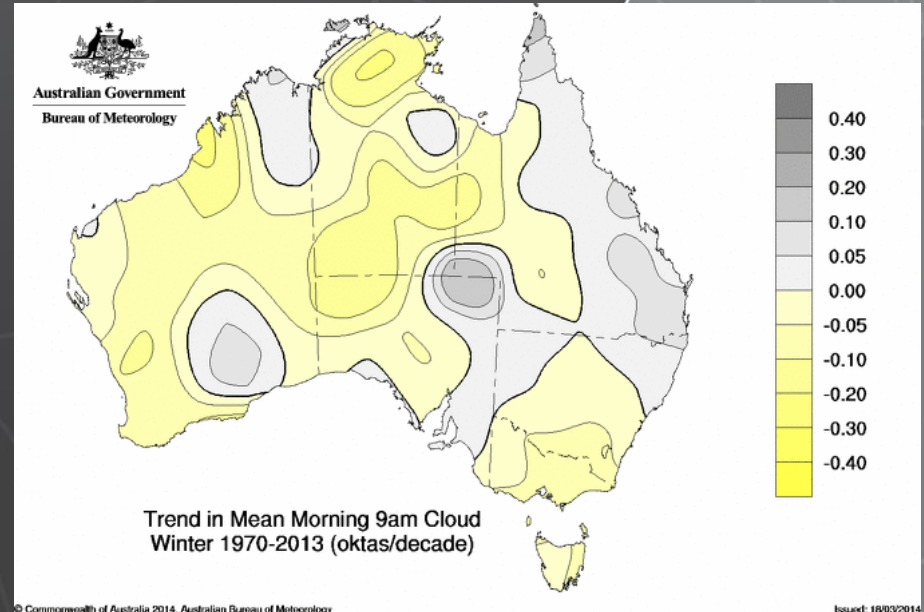 Australian Government
Bureau of Meteorology
0.40
0.30
0.20
0.10
0.05
0.00
-0.05
-0.10
-0.20
-0.30
-0.40
Trend in Mean Morning 9am Cloud
Winter 1970-2013 (oktas/decade)
© Commonwealth of Australia 2014, Australian Bureau of Meteorology
Issued: 18/03/2014